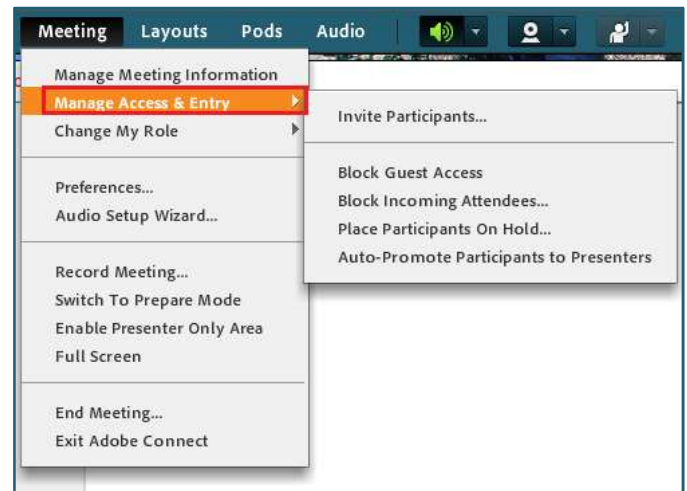 Meeting Layouts Pods Audio
Manage Meeting Information
Manage Access & Entry
Change My Role
Preferences...
Audio Setup Wizard...
Record Meeting...
Switch To Prepare Mode
Enable Presenter Only Area
Full Screen
End Meeting...
Exit Adobe Connect
Invite Participants...
Block Guest Access
Block Incoming Attendees...
Place Participants On Hold...
Auto-Promote Participants to Presenters